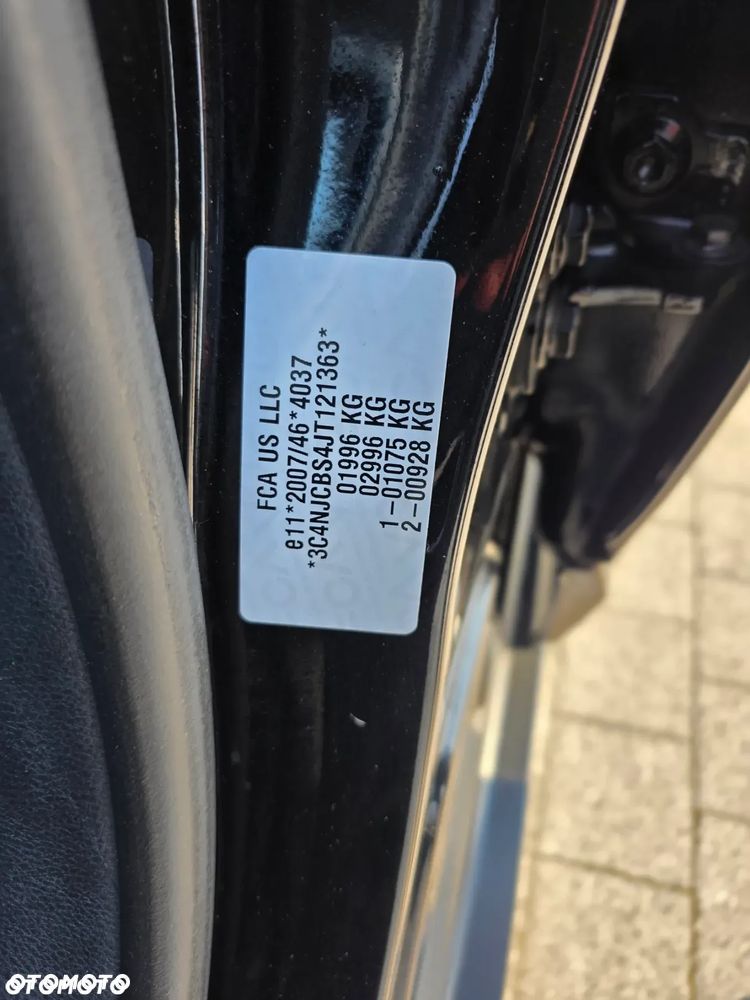 FCA US LLC
e11*2007/46*4037
*3C4NJCBS4JT121363*
01996 KG
02996 KG
1-01075 KG
2-00928 KG
OTOMOTO